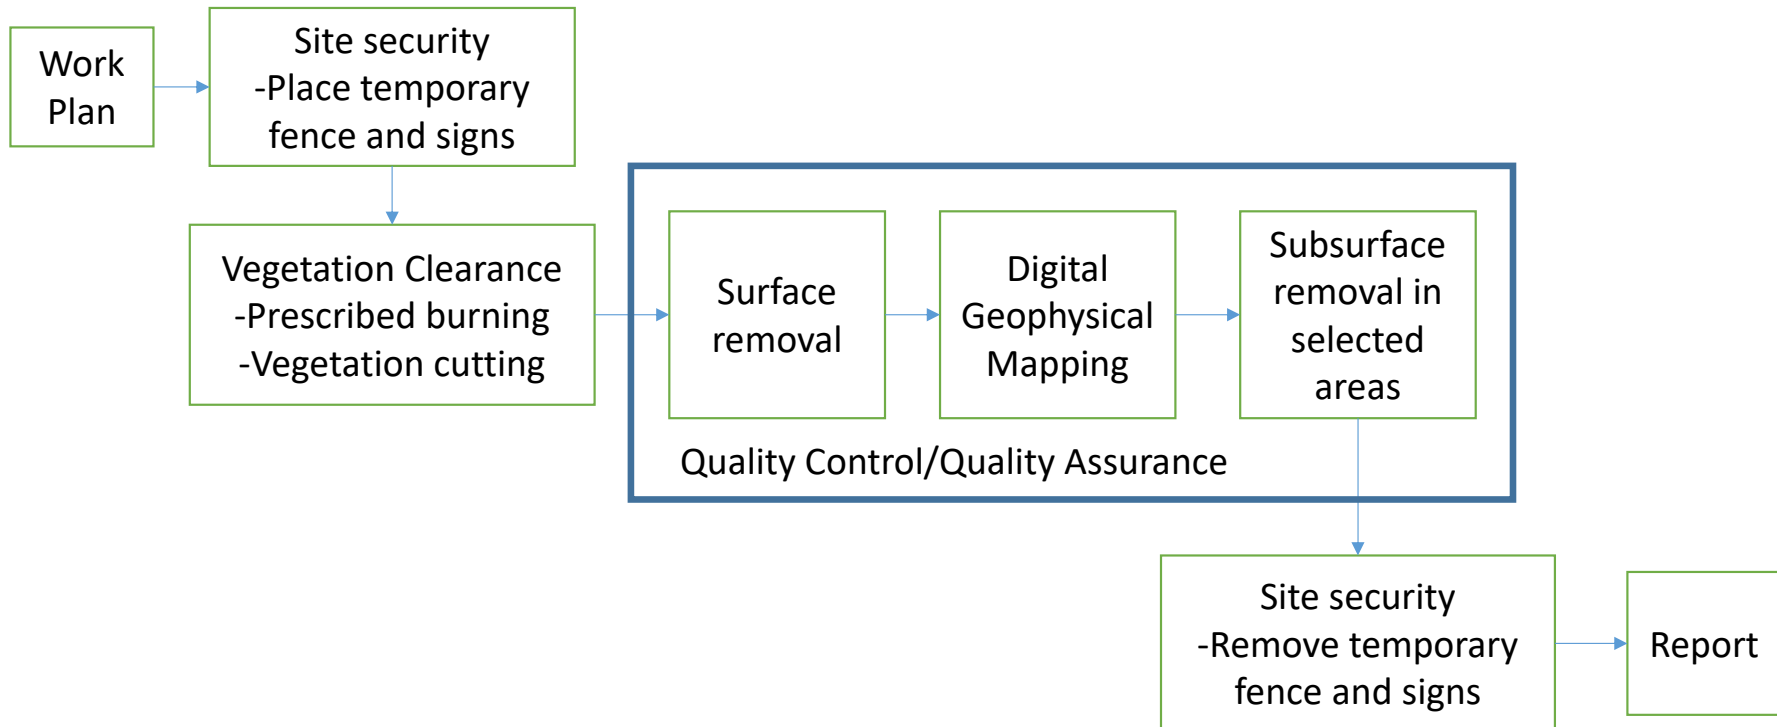 Work
Plan
Site security
-Place temporary
fence and signs
Vegetation Clearance
-Prescribed burning
-Vegetation cutting
Surface
removal
Digital
Geophysical
Mapping
Subsurface
removal in
selected
areas
Quality Control/Quality Assurance
Site security
-Remove temporary
fence and signs
Report